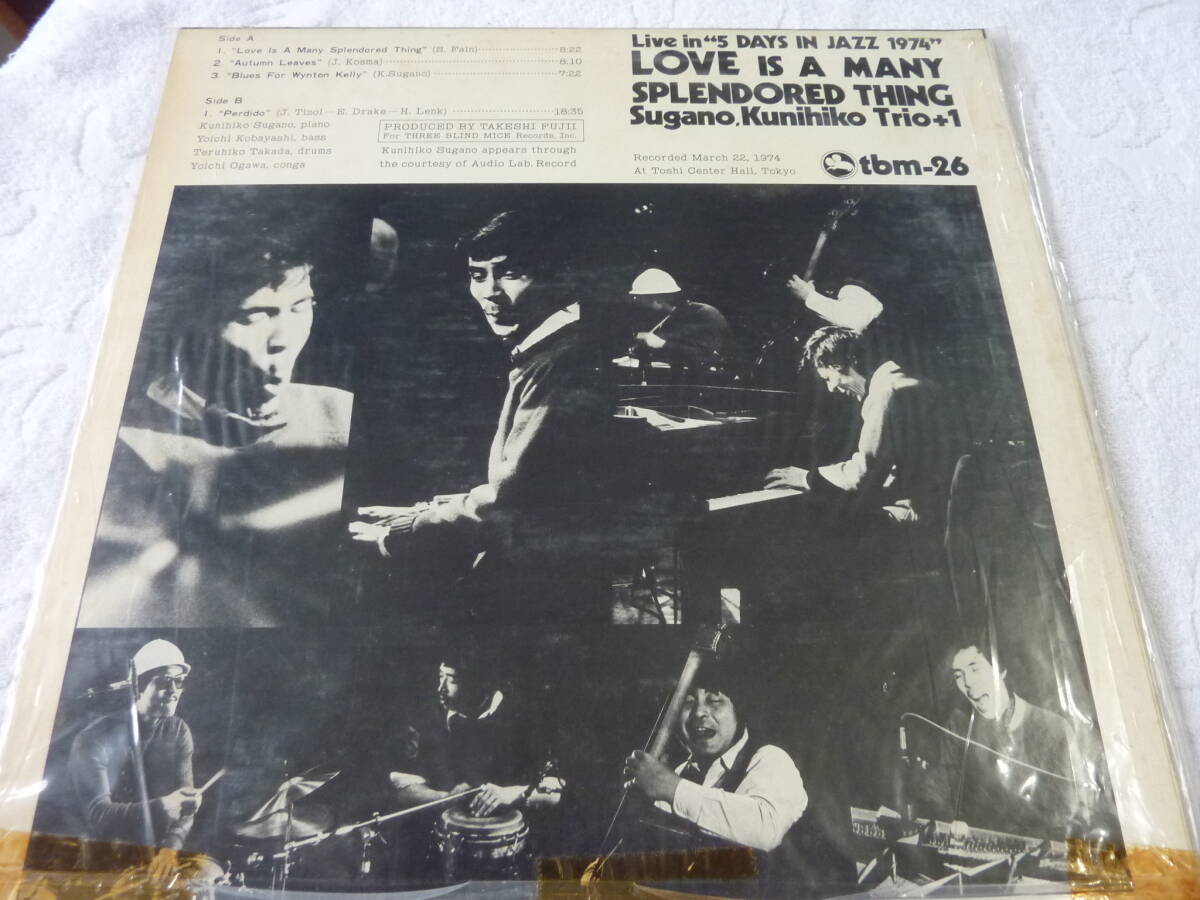 Side A
1. "Love Is A Many Splendored Thing" (S. Fain) 8:22
2. "Autumn Leaves" (J. Kosma) 8:10
3. "Blues For Wynton Kelly" (K.Sugano) 7:22
Side B
1. "Perdido" (J. Tizol—E. Drake—H. Lenk) 18:35
Kunihiko Sugano, piano
Yoichi Kobayashi, bass
Teruhiko Takada, drums
Yoichi Ogawa, conga
PRODUCED BY TAKESHI FUJII
For THREE BLIND MICE Records, Inc.
Kunihiko Sugano appears through
the courtesy of Audio Lab. Record
Live in "5 DAYS IN JAZZ 1974"
LOVE IS A MANY
SPLENDORED THING
Sugano, Kunihiko Trio+1
Recorded March 22, 1974
At Toshi Center Hall, Tokyo
tbm-26